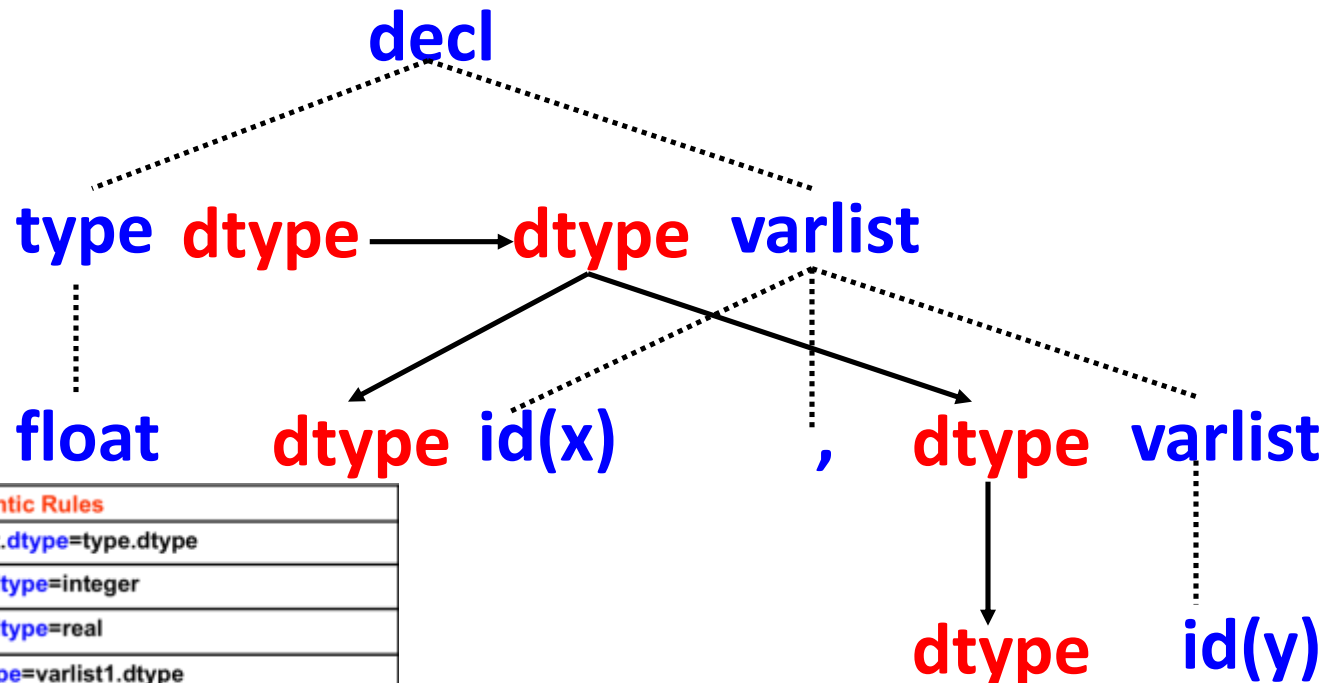 decl
type dtype dtype varlist
float dtype id(x) , dtype varlist
ntic Rules
.dtype=type.dtype
type=integer
type=real
pe=varlist1.dtype
dtype id(y)